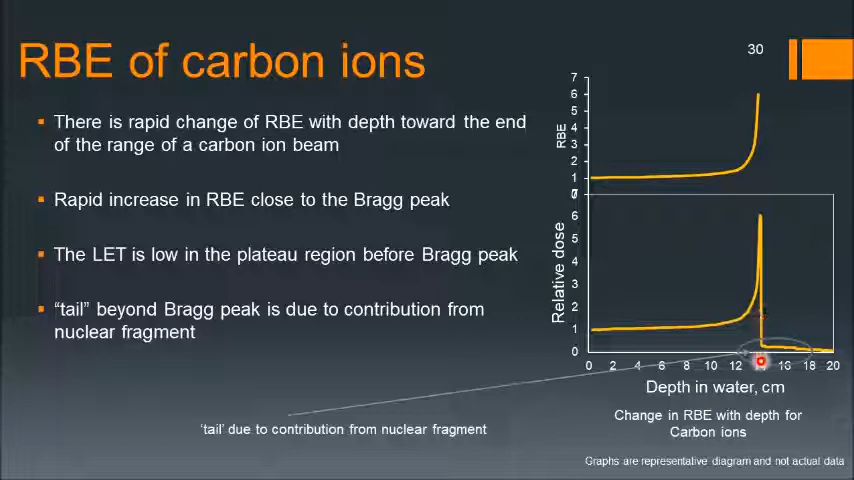 RBE of carbon ions
30
There is rapid change of RBE with depth toward the end
of the range of a carbon ion beam
Rapid increase in RBE close to the Bragg peak
The LET is low in the plateau region before Bragg peak
“tail” beyond Bragg peak is due to contribution from
nuclear fragment
‘tail’ due to contribution from nuclear fragment
RBE
7
6
5
4
3
2
1
0
Relative dose
7
6
5
4
3
2
1
0
0 2 4 6 8 10 12 14 16 18 20
Depth in water, cm
Change in RBE with depth for
Carbon ions
Graphs are representative diagram and not actual data